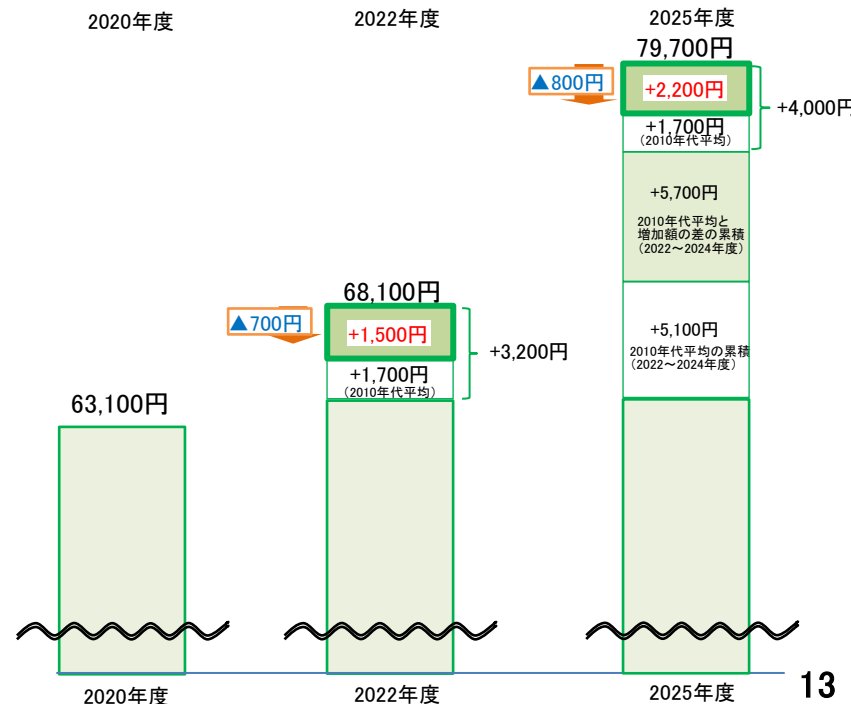 2020年度
2022年度
2025年度
79,700円
▲800円
+2,200円
+4,000円
+1,700円
(2010年代平均)
+5,700円
2010年代平均と
増加額の差の累積
(2022～2024年度)
68,100円
▲700円
+1,500円
+3,200円
+1,700円
(2010年代平均)
+5,100円
2010年代平均の累積
(2022～2024年度)
63,100円
2020年度
2022年度
2025年度
13